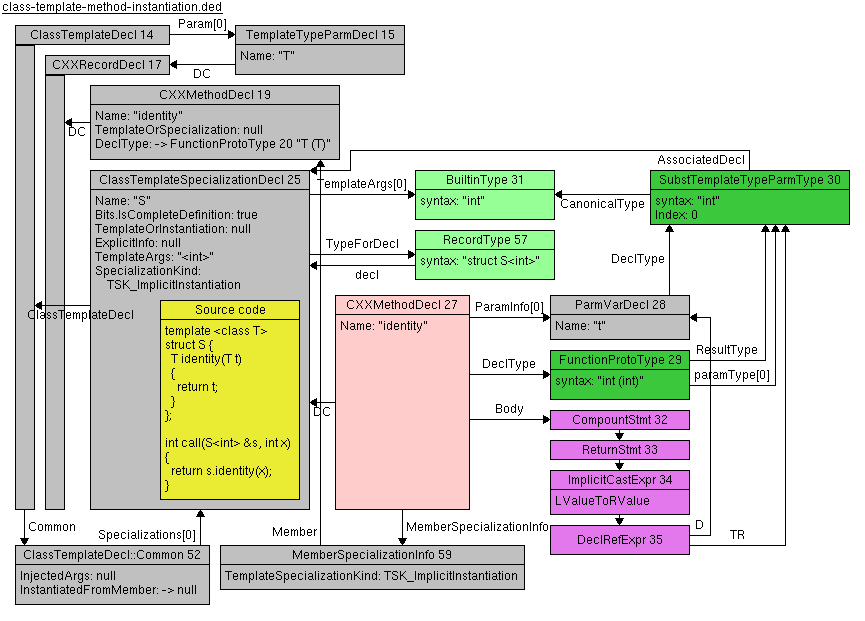 class-template-method-instantiation.ded
ClassTemplateDecl 14
Param[0]
TemplateTypeParmDecl 15
Name: "T"
CXXRecordDecl 17
DC
CXXMethodDecl 19
Name: "identity"
TemplateOrSpecialization: null
DeclType: -> FunctionProtoType 20 "T (T)"
DC
AssociatedDecl
ClassTemplateSpecializationDecl 25
Name: "S"
Bits.IsCompleteDefinition: true
TemplateOrInstantiation: null
ExplicitInfo: null
TemplateArgs: "<int>"
SpecializationKind:
TSK_ImplicitInstantiation
TemplateArgs[0]
BuiltinType 31
syntax: "int"
CanonicalType
SubstTemplateTypeParmType 30
syntax: "int"
Index: 0
TypeForDecl
decl
RecordType 57
syntax: "struct S<int>"
DeclType
ClassTemplateDecl
Source code
template <class T>
struct S {
T identity(T t)
{
return t;
}
};
int call(S<int> &s, int x)
{
return s.identity(x);
}
CXXMethodDecl 27
Name: "identity"
DC
ParamInfo[0]
ParmVarDecl 28
Name: "t"
DeclType
FunctionProtoType 29
syntax: "int (int)"
ResultType
paramType[0]
Body
CompoundStmt 32
ReturnStmt 33
ImplicitCastExpr 34
LValueToRValue
DeclRefExpr 35
D
TR
Common
Specializations[0]
Member
MemberSpecializationInfo
ClassTemplateDecl::Common 52
InjectedArgs: null
InstantiatedFromMember: -> null
MemberSpecializationInfo 59
TemplateSpecializationKind: TSK_ImplicitInstantiation